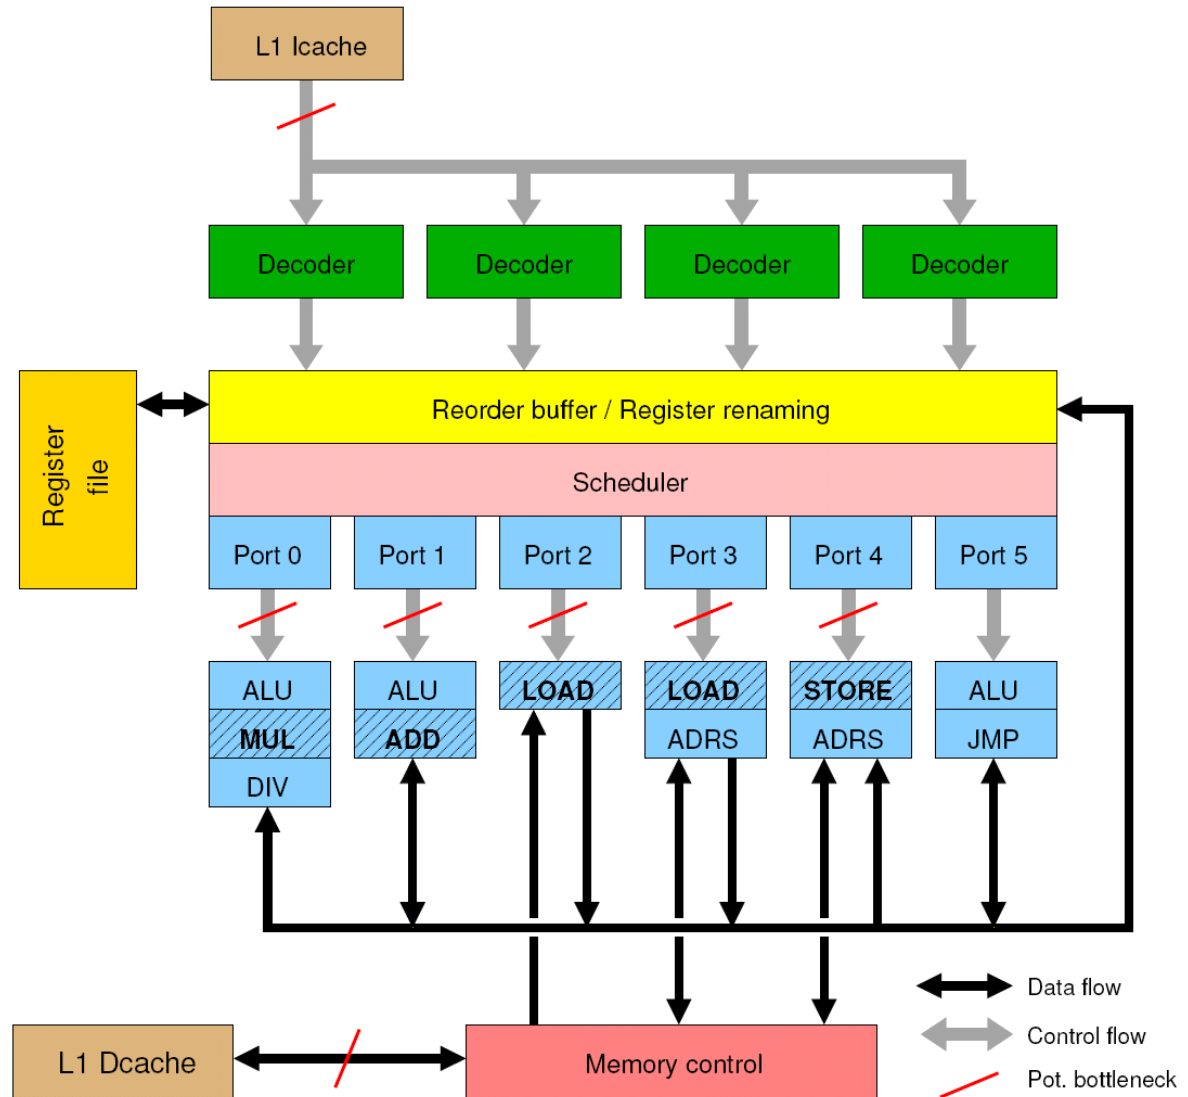 L1 Icache
Decoder
Decoder
Decoder
Decoder
Register
file
Reorder buffer / Register renaming
Scheduler
Port 0
Port 1
Port 2
Port 3
Port 4
Port 5
ALU
MUL
DIV
ALU
ADD
LOAD
LOAD
ADRS
STORE
ADRS
ALU
JMP
L1 Dcache
Memory control
Data flow
Control flow
Pot. bottleneck